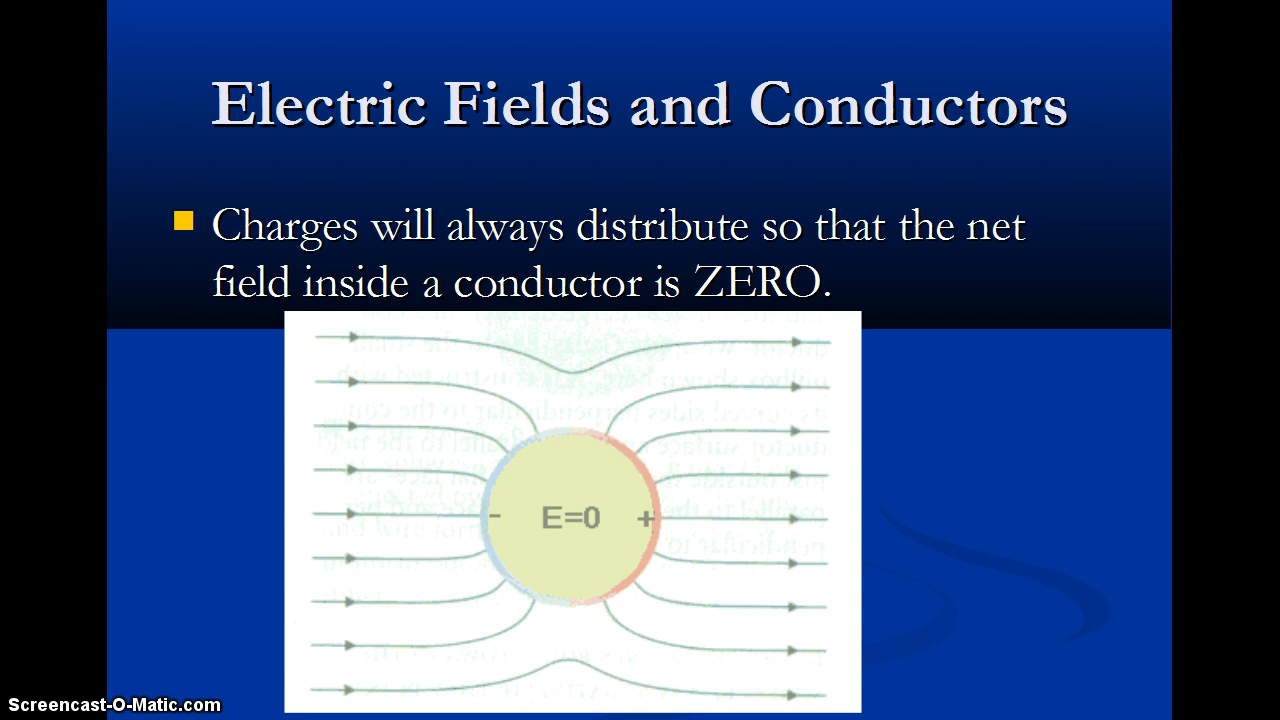 Electric Fields and Conductors
Charges will always distribute so that the net
field inside a conductor is ZERO.
- E=0 +
Screencast-O-Matic.com